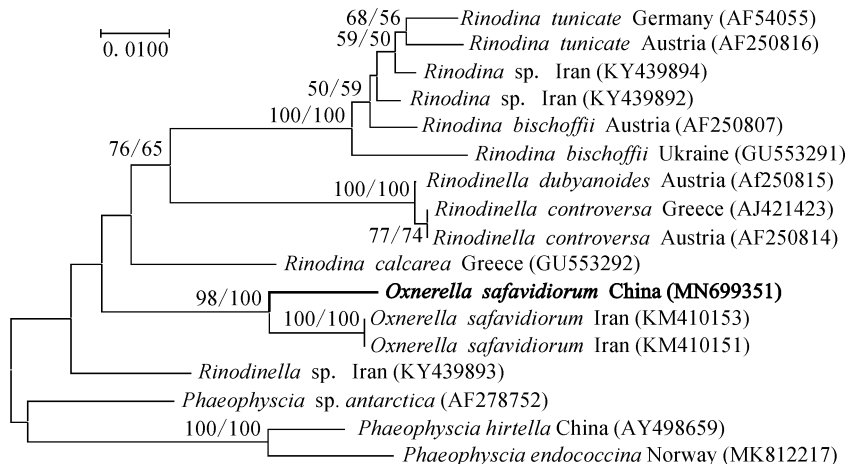 68/56
Rinodina tunicate Germany (AF54055)
59/50
Rinodina tunicate Austria (AF250816)
0.0100
Rinodina sp. Iran (KY439894)
50/59
Rinodina sp. Iran (KY439892)
100/100
Rinodina bischoffii Austria (AF250807)
76/65
Rinodina bischoffii Ukraine (GU553291)
100/100
Rinodinella dubyanoides Austria (Af250815)
Rinodinella controversa Greece (AJ421423)
77/74
Rinodinella controversa Austria (AF250814)
Rinodina calcarea Greece (GU553292)
98/100
Oxnerella safavidiorum China (MN699351)
100/100
Oxnerella safavidiorum Iran (KM410153)
Oxnerella safavidiorum Iran (KM410151)
Rinodinella sp. Iran (KY439893)
Phaeophyscia sp. antarctica (AF278752)
100/100
Phaeophyscia hirtella China (AY498659)
Phaeophyscia endococcina Norway (MK812217)